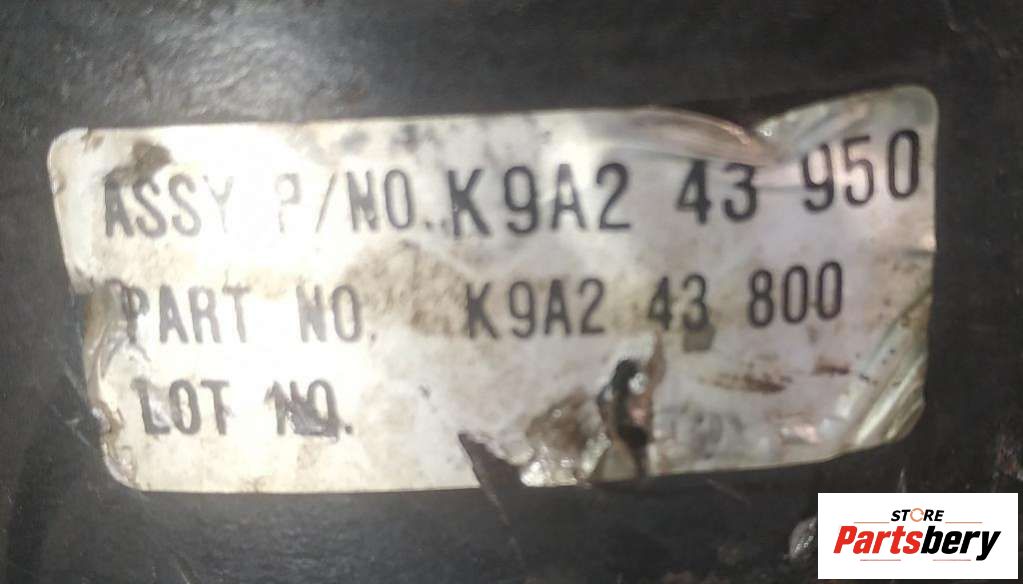 ASSY P/NO. K9A2 43 950
PART NO. K9A2 43 800
LOT NO.
STORE
Partsbery